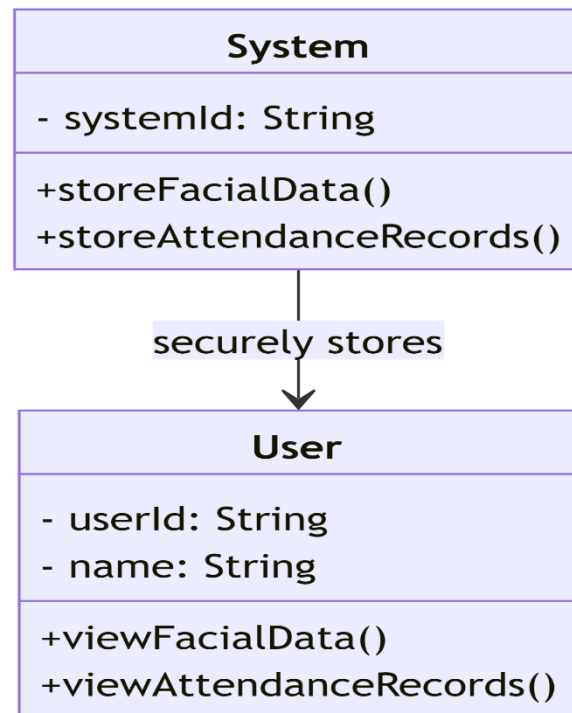 System
- systemId: String
+storeFacialData()
+storeAttendanceRecords()
securely stores
User
- userId: String
- name: String
+viewFacialData()
+viewAttendanceRecords()